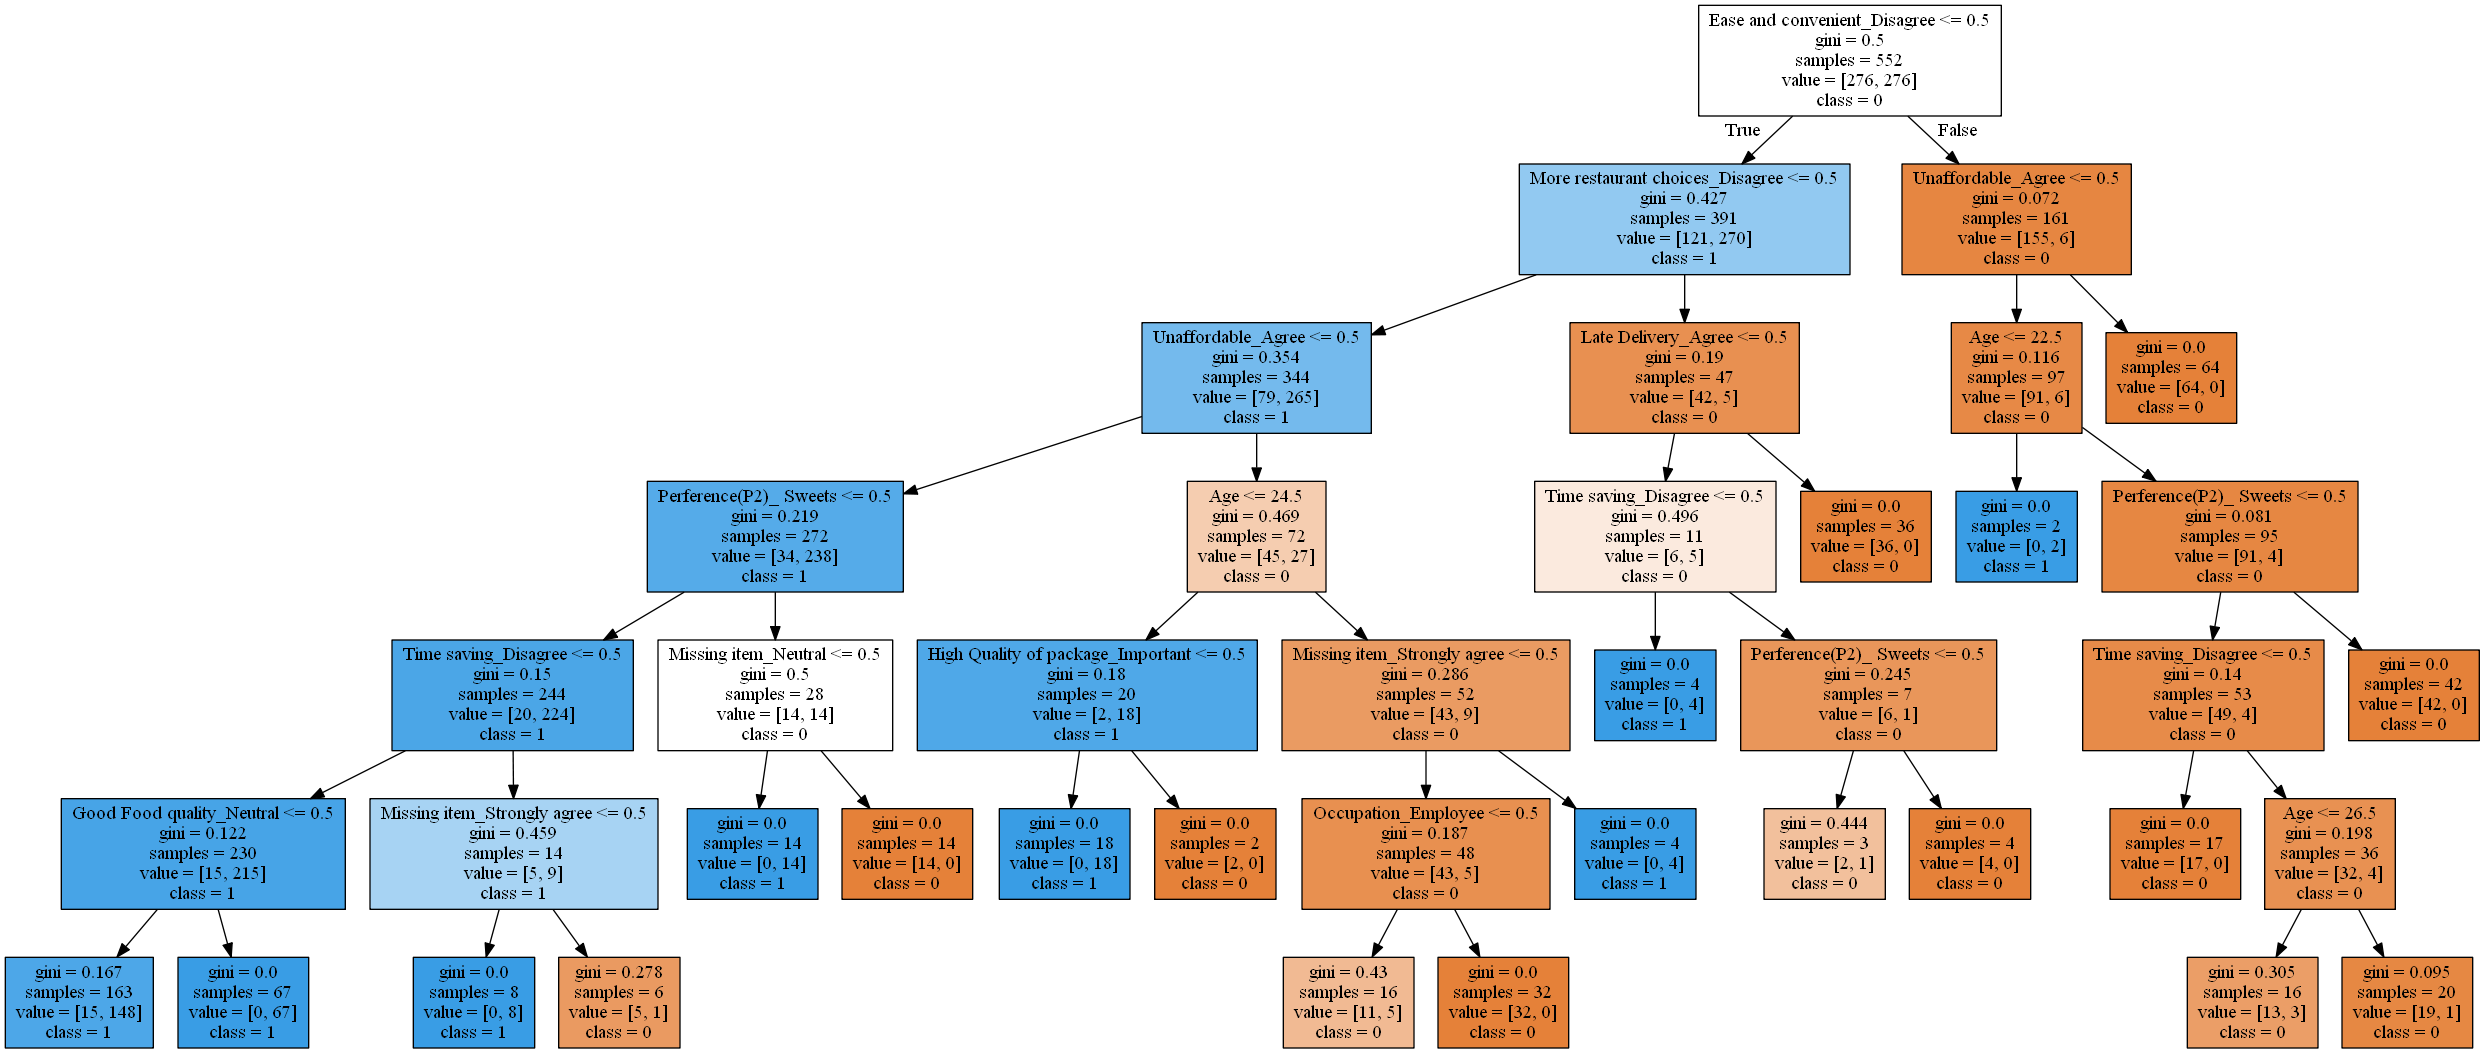 Ease and convenient_Disagree <= 0.5
gini = 0.5
samples = 552
value = [276, 276]
class = 0
True
False
More restaurant choices_Disagree <= 0.5
gini = 0.427
samples = 391
value = [121, 270]
class = 1
Unaffordable_Agree <= 0.5
gini = 0.072
samples = 161
value = [155, 6]
class = 0
Unaffordable_Agree <= 0.5
gini = 0.354
samples = 344
value = [79, 265]
class = 1
Late Delivery_Agree <= 0.5
gini = 0.19
samples = 47
value = [42, 5]
class = 0
Age <= 22.5
gini = 0.116
samples = 97
value = [91, 6]
class = 0
gini = 0.0
samples = 64
value = [64, 0]
class = 0
Perference(P2)_ Sweets <= 0.5
gini = 0.219
samples = 272
value = [34, 238]
class = 1
Age <= 24.5
gini = 0.469
samples = 72
value = [45, 27]
class = 0
Time saving_Disagree <= 0.5
gini = 0.496
samples = 11
value = [6, 5]
class = 0
gini = 0.0
samples = 36
value = [36, 0]
class = 0
gini = 0.0
samples = 2
value = [0, 2]
class = 1
Perference(P2)_ Sweets <= 0.5
gini = 0.081
samples = 95
value = [91, 4]
class = 0
Time saving_Disagree <= 0.5
gini = 0.15
samples = 244
value = [20, 224]
class = 1
Missing item_Neutral <= 0.5
gini = 0.5
samples = 28
value = [14, 14]
class = 0
High Quality of package_Important <= 0.5
gini = 0.18
samples = 20
value = [2, 18]
class = 1
Missing item_Strongly agree <= 0.5
gini = 0.286
samples = 52
value = [43, 9]
class = 0
gini = 0.0
samples = 4
value = [0, 4]
class = 1
Perference(P2)_ Sweets <= 0.5
gini = 0.245
samples = 7
value = [6, 1]
class = 0
Time saving_Disagree <= 0.5
gini = 0.14
samples = 53
value = [49, 4]
class = 0
gini = 0.0
samples = 42
value = [42, 0]
class = 0
Good Food quality_Neutral <= 0.5
gini = 0.122
samples = 230
value = [15, 215]
class = 1
Missing item_Strongly agree <= 0.5
gini = 0.459
samples = 14
value = [5, 9]
class = 1
gini = 0.0
samples = 14
value = [0, 14]
class = 1
gini = 0.0
samples = 14
value = [14, 0]
class = 0
gini = 0.0
samples = 18
value = [0, 18]
class = 1
gini = 0.0
samples = 2
value = [2, 0]
class = 0
Occupation_Employee <= 0.5
gini = 0.187
samples = 48
value = [43, 5]
class = 0
gini = 0.0
samples = 4
value = [0, 4]
class = 1
gini = 0.444
samples = 3
value = [2, 1]
class = 0
gini = 0.0
samples = 4
value = [4, 0]
class = 0
gini = 0.0
samples = 17
value = [17, 0]
class = 0
Age <= 26.5
gini = 0.198
samples = 36
value = [32, 4]
class = 0
gini = 0.167
samples = 163
value = [15, 148]
class = 1
gini = 0.0
samples = 67
value = [0, 67]
class = 1
gini = 0.0
samples = 8
value = [0, 8]
class = 1
gini = 0.278
samples = 6
value = [5, 1]
class = 0
gini = 0.43
samples = 16
value = [11, 5]
class = 0
gini = 0.0
samples = 32
value = [32, 0]
class = 0
gini = 0.305
samples = 16
value = [13, 3]
class = 0
gini = 0.095
samples = 20
value = [19, 1]
class = 0